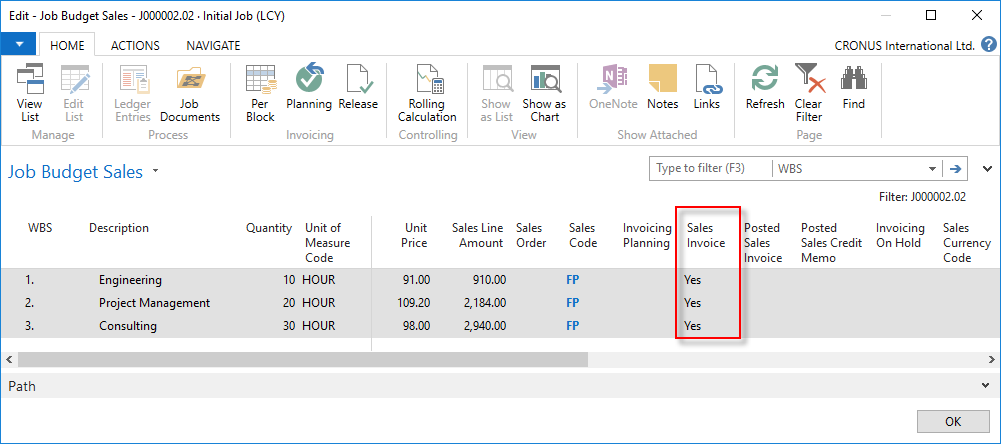 Edit - Job Budget Sales - J000002.02 · Initial Job (LCY)
HOME ACTIONS NAVIGATE CRONUS International Ltd. ?
View List
Edit List
Manage
Ledger Entries
Job Documents
Process
Per Block
Planning
Release
Invoicing
Rolling Calculation
Controlling
Show as List
Show as Chart
View
OneNote
Notes
Links
Show Attached
Refresh
Clear Filter
Find
Page
Job Budget Sales
Type to filter (F3) WBS
Filter: J000002.02
WBS Description Quantity Unit of Measure Code Unit Price Sales Line Amount Sales Order Sales Code Invoicing Planning Sales Invoice Posted Sales Invoice Posted Sales Credit Memo Invoicing On Hold Sales Currency Code
1. Engineering 10 HOUR 91.00 910.00 FP Yes
2. Project Management 20 HOUR 109.20 2,184.00 FP Yes
3. Consulting 30 HOUR 98.00 2,940.00 FP Yes
Path
OK